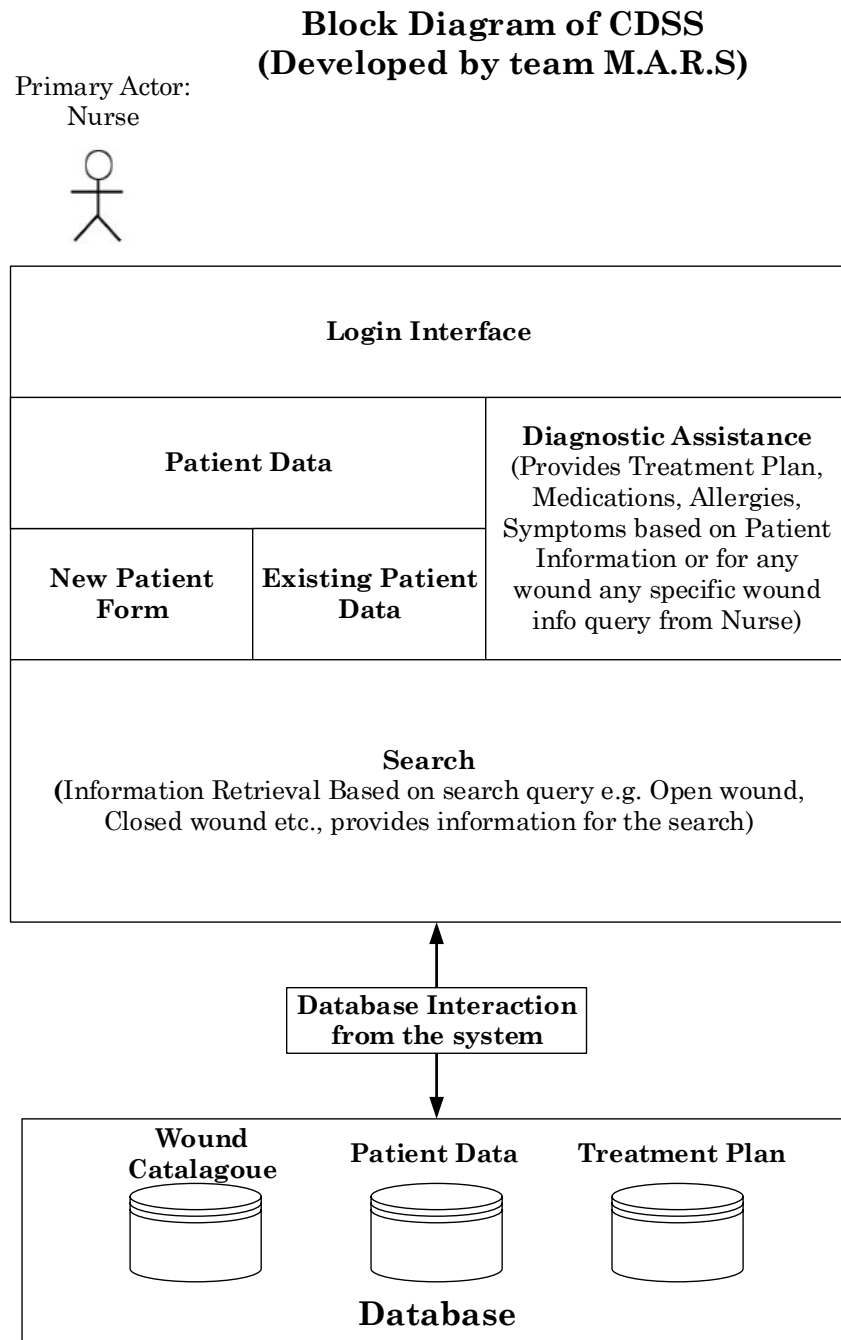 Block Diagram of CDSS
(Developed by team M.A.R.S)
Primary Actor:
Nurse
Login Interface
Patient Data
Diagnostic Assistance
(Provides Treatment Plan,
Medications, Allergies,
Symptoms based on Patient
Information or for any
wound any specific wound
info query from Nurse)
New Patient
Form
Existing Patient
Data
Search
(Information Retrieval Based on search query e.g. Open wound,
Closed wound etc., provides information for the search)
Database Interaction
from the system
Wound
Catalagoue
Patient Data
Treatment Plan
Database